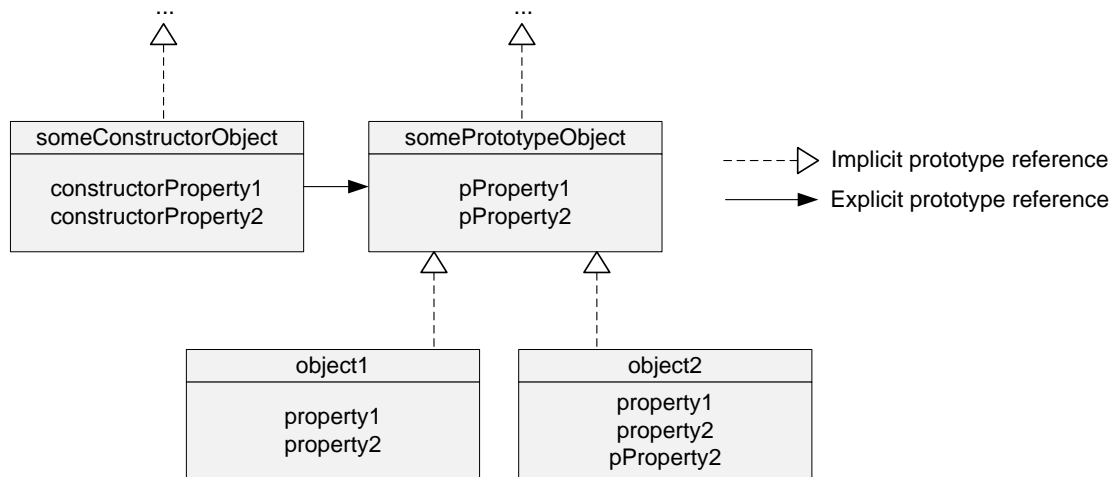 ...
...
someConstructorObject
constructorProperty1
constructorProperty2
somePrototypeObject
pProperty1
pProperty2
Implicit prototype reference
Explicit prototype reference
object1
property1
property2
object2
property1
property2
pProperty2